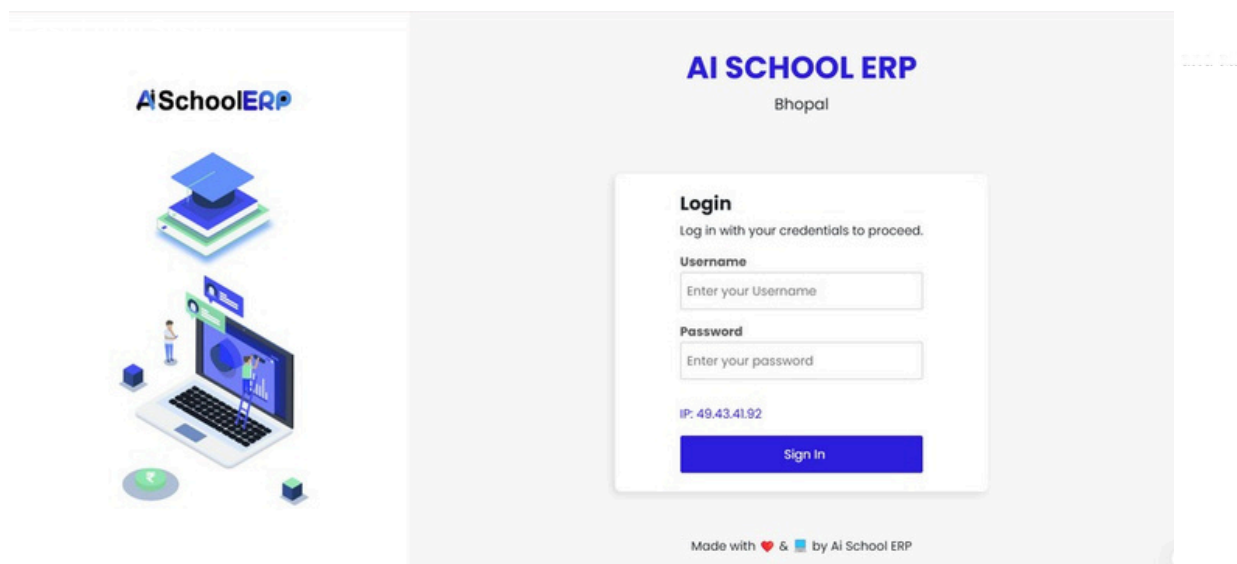 AiSchoolERP
AI SCHOOL ERP
Bhopal
Login
Log in with your credentials to proceed.
Username
Enter your Username
Password
Enter your password
IP: 49.43.41.92
Sign In
Made with ❤️ & 💻 by Ai School ERP
₹